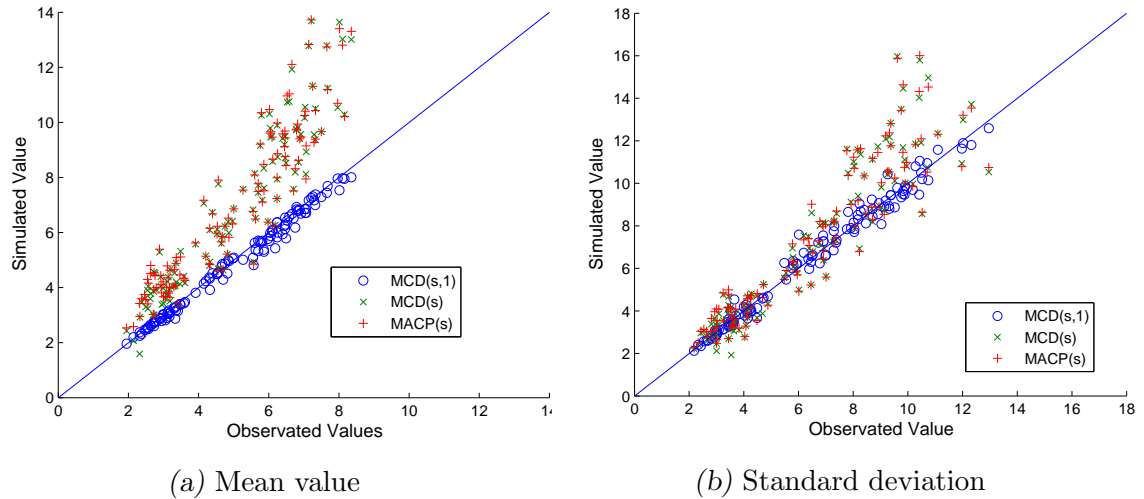 14
12
10
8
6
4
2
0
Simulated Value
0 2 4 6 8 10 12 14
Observated Values
MCD(s,1)
MCD(s)
MACP(s)
(a) Mean value
18
16
14
12
10
8
6
4
2
0
Simulated Value
0 2 4 6 8 10 12 14 16 18
Observated Value
MCD(s,1)
MCD(s)
MACP(s)
(b) Standard deviation